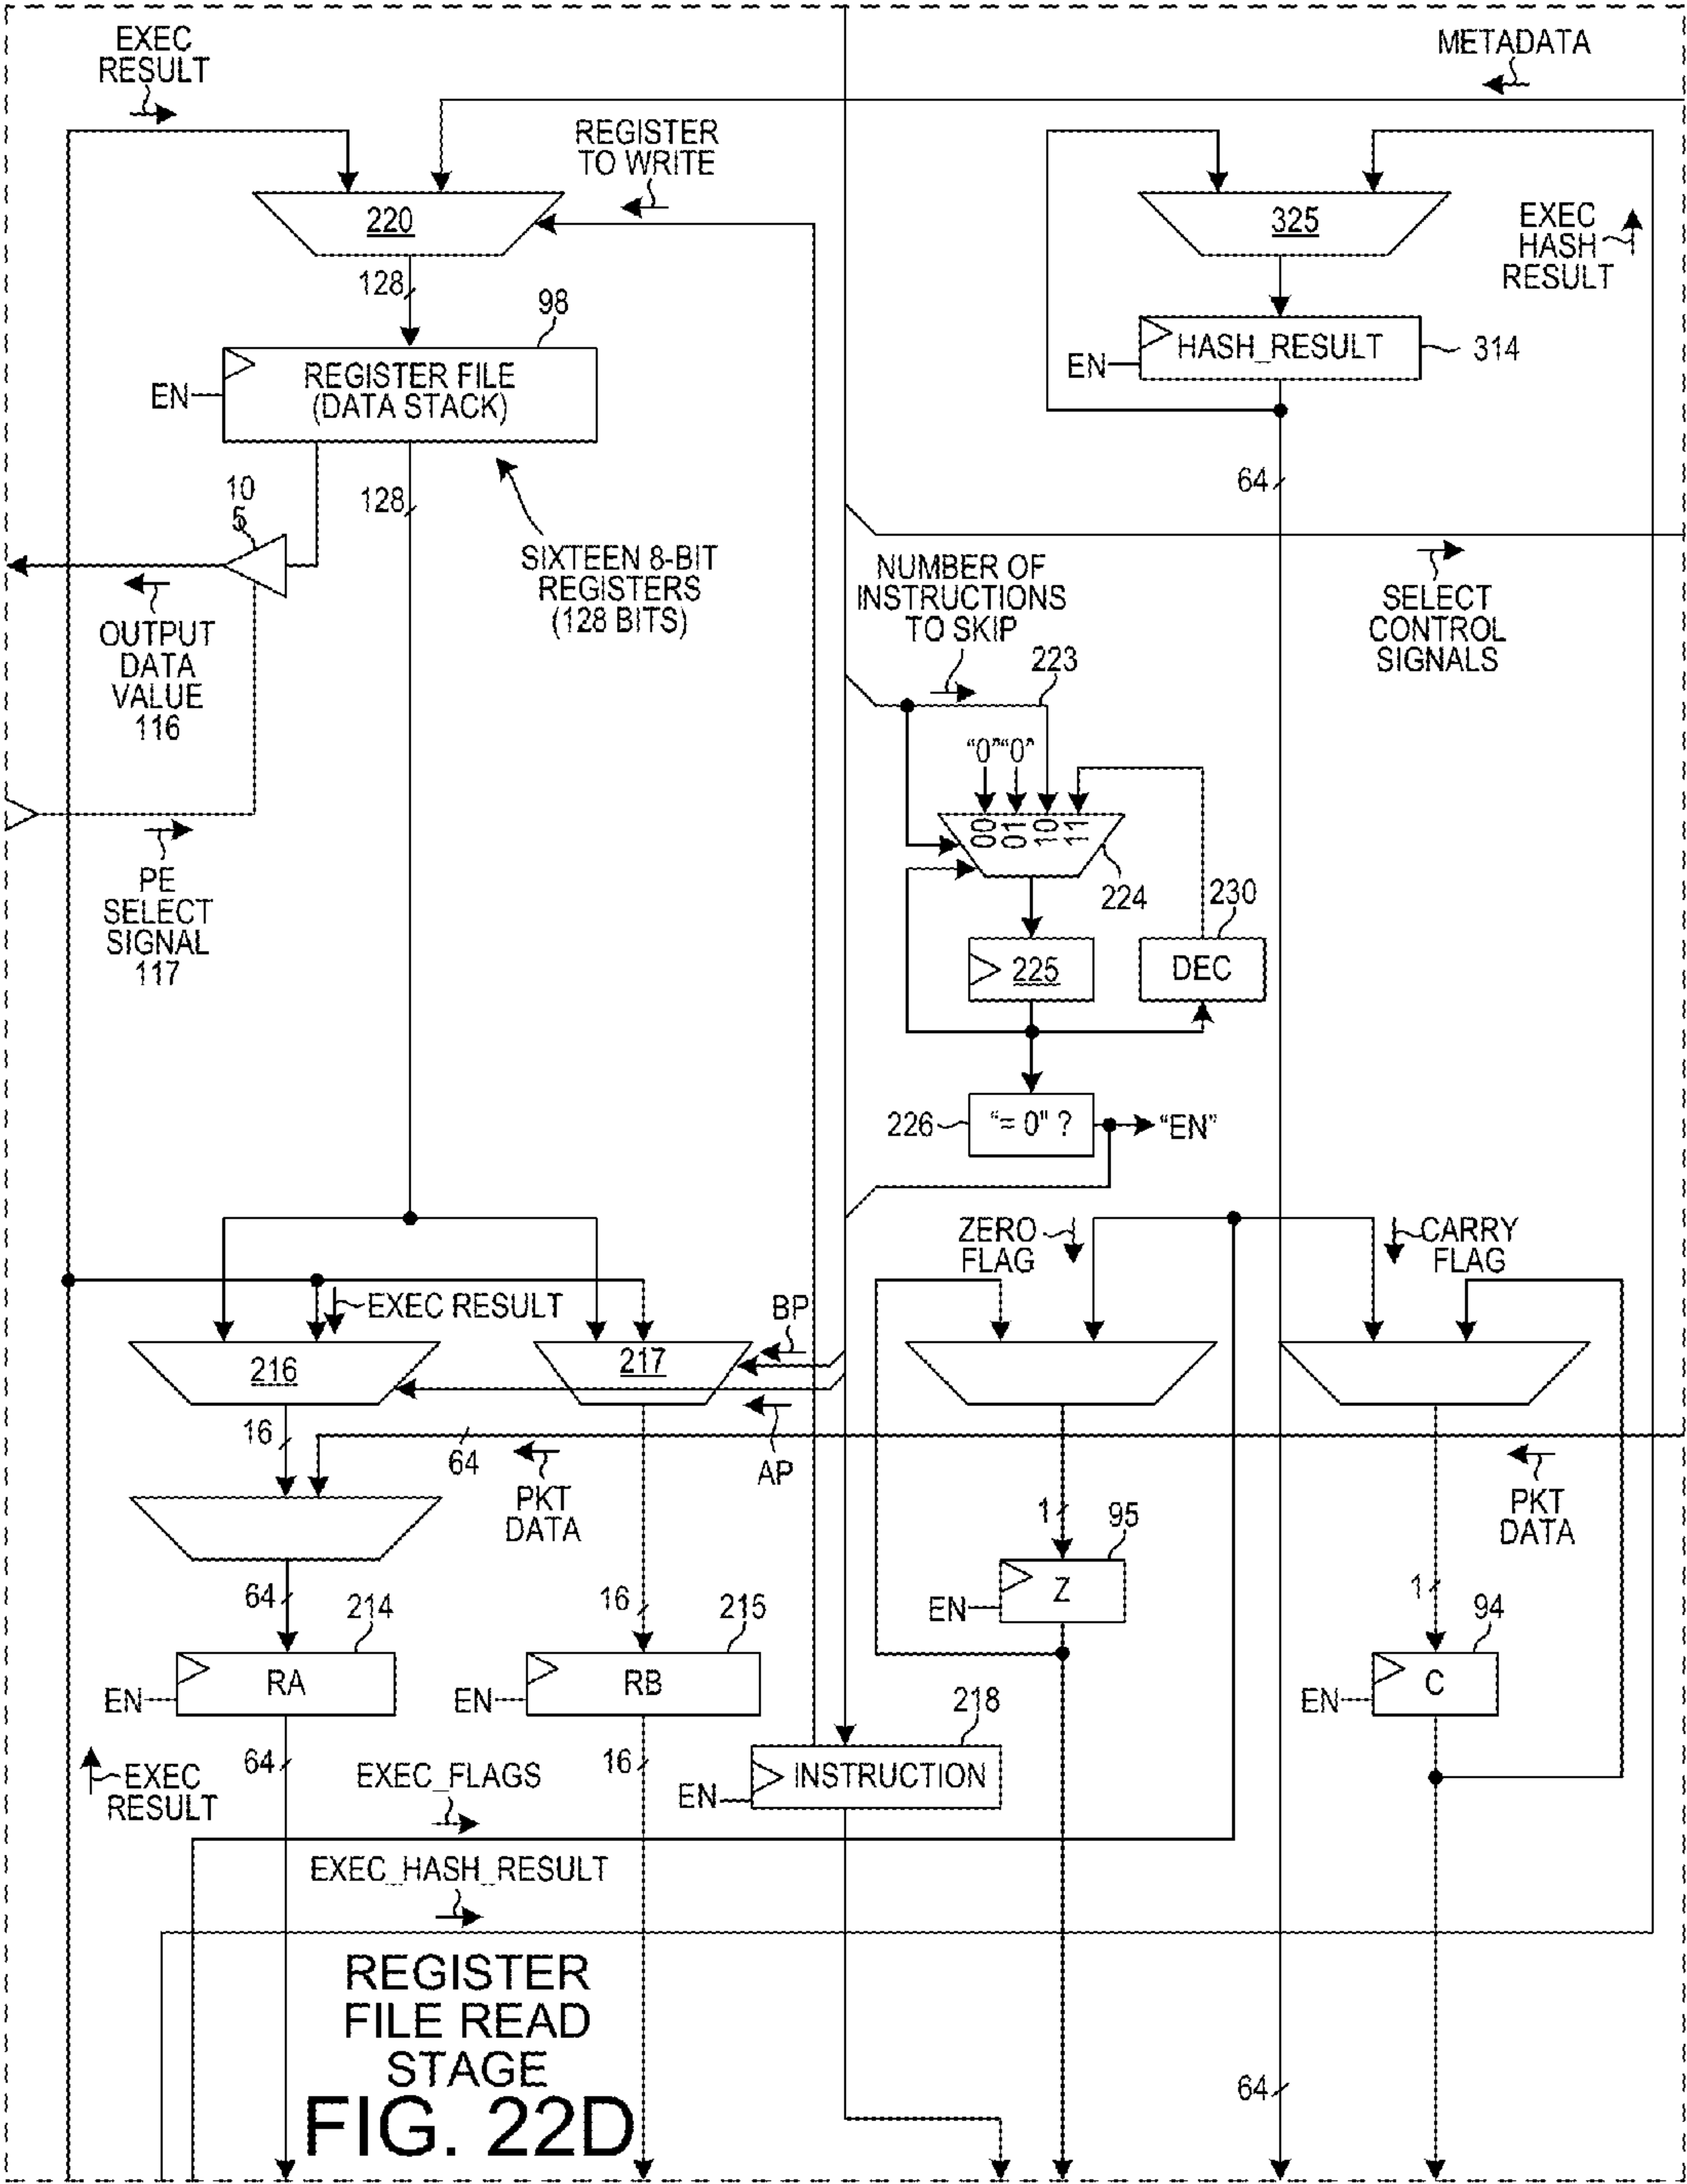 EXEC
RESULT
METADATA
REGISTER
TO WRITE
220
325
EXEC
HASH
RESULT
128
98
REGISTER FILE
(DATA STACK)
EN
HASH_RESULT
314
EN
10
5
128
64
SIXTEEN 8-BIT
REGISTERS
(128 BITS)
OUTPUT
DATA
VALUE
116
NUMBER OF
INSTRUCTIONS
TO SKIP
223
SELECT
CONTROL
SIGNALS
"0" "0"
00
01
10
11
224
PE
SELECT
SIGNAL
117
230
225
DEC
226
"= 0" ?
"EN"
ZERO
FLAG
CARRY
FLAG
EXEC RESULT
BP
216
217
16
64
AP
PKT
DATA
PKT
DATA
1
95
Z
EN
64
214
16
215
1
94
RA
EN
RB
EN
C
EN
218
INSTRUCTION
EN
EXEC
RESULT
64
EXEC_FLAGS
16
EXEC_HASH_RESULT
REGISTER
FILE READ
STAGE
64
FIG. 22D